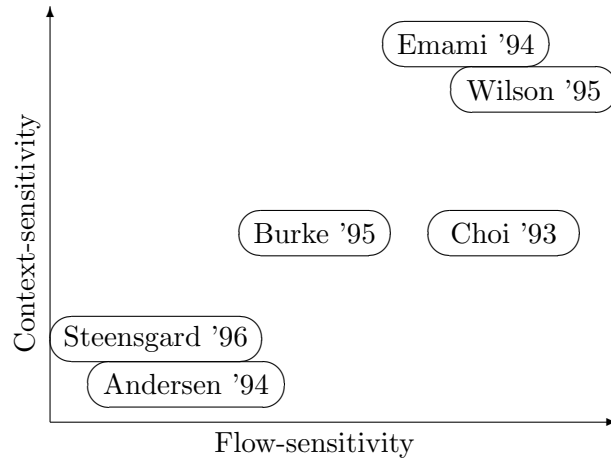 Emami '94
Wilson '95
Context-sensitivity
Burke '95
Choi '93
Steensgard '96
Andersen '94
Flow-sensitivity